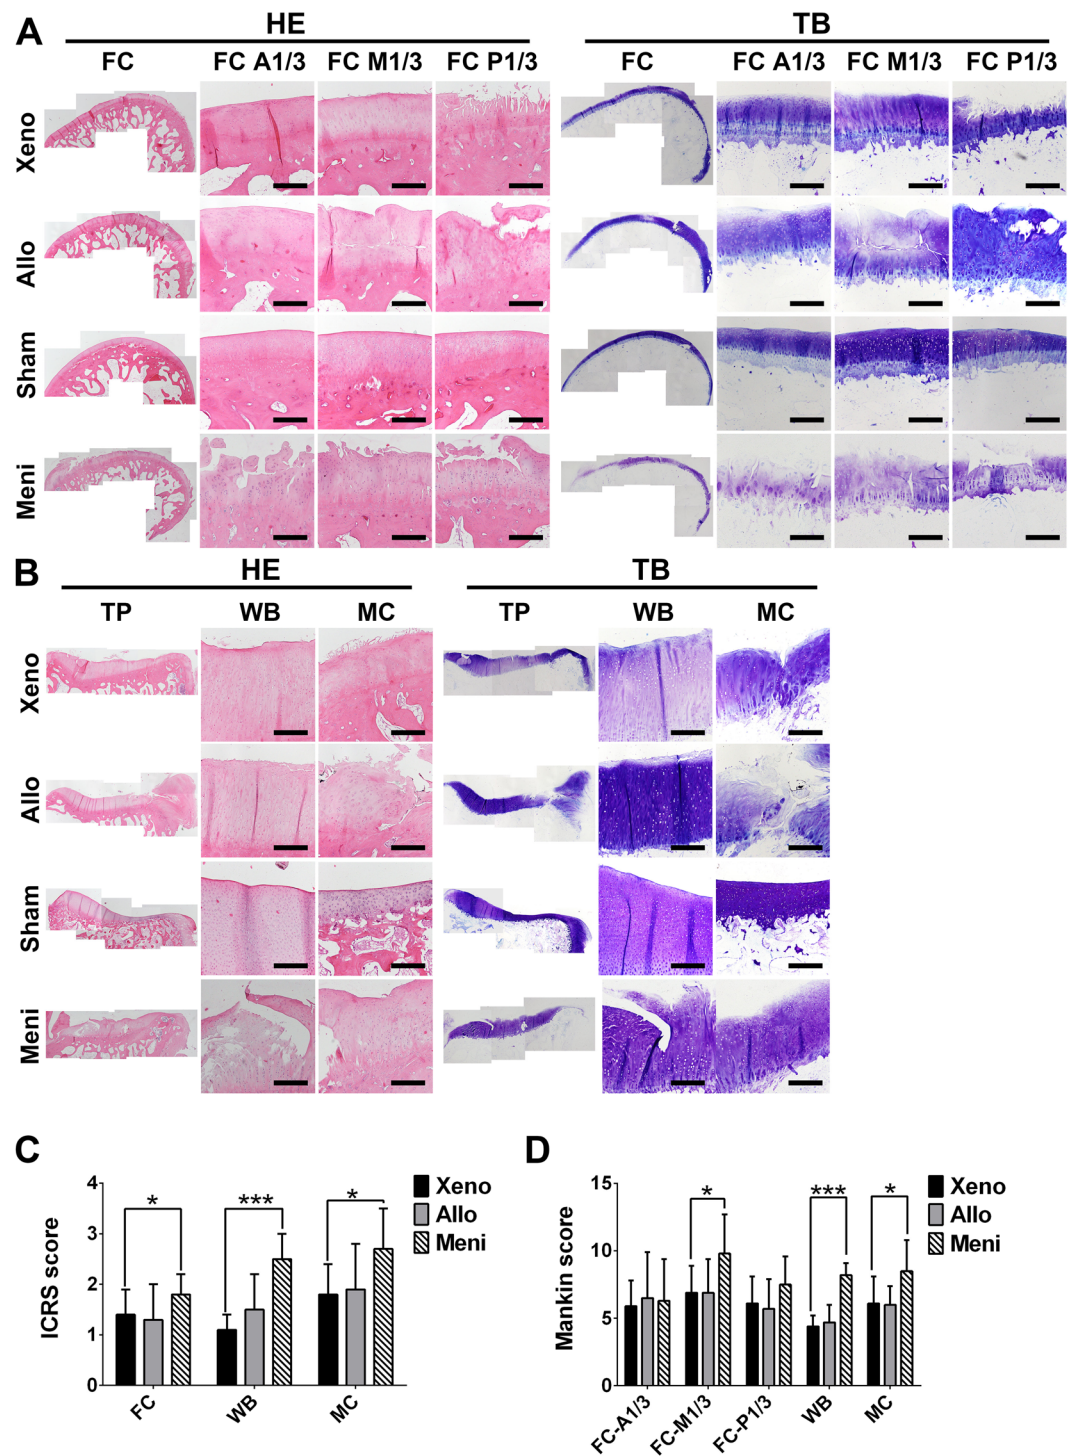 A
HE
TB
FC
FC A1/3
FC M1/3
FC P1/3
FC
FC A1/3
FC M1/3
FC P1/3
Xeno
Allo
Sham
Meni
B
HE
TB
TP
WB
MC
TP
WB
MC
Xeno
Allo
Sham
Meni
C
ICRS score
4
3
2
1
0
*
***
*
FC
WB
MC
Xeno
Allo
Meni
D
Mankin score
15
10
5
0
*
***
*
FC-A1/3
FC-M1/3
FC-P1/3
WB
MC
Xeno
Allo
Meni